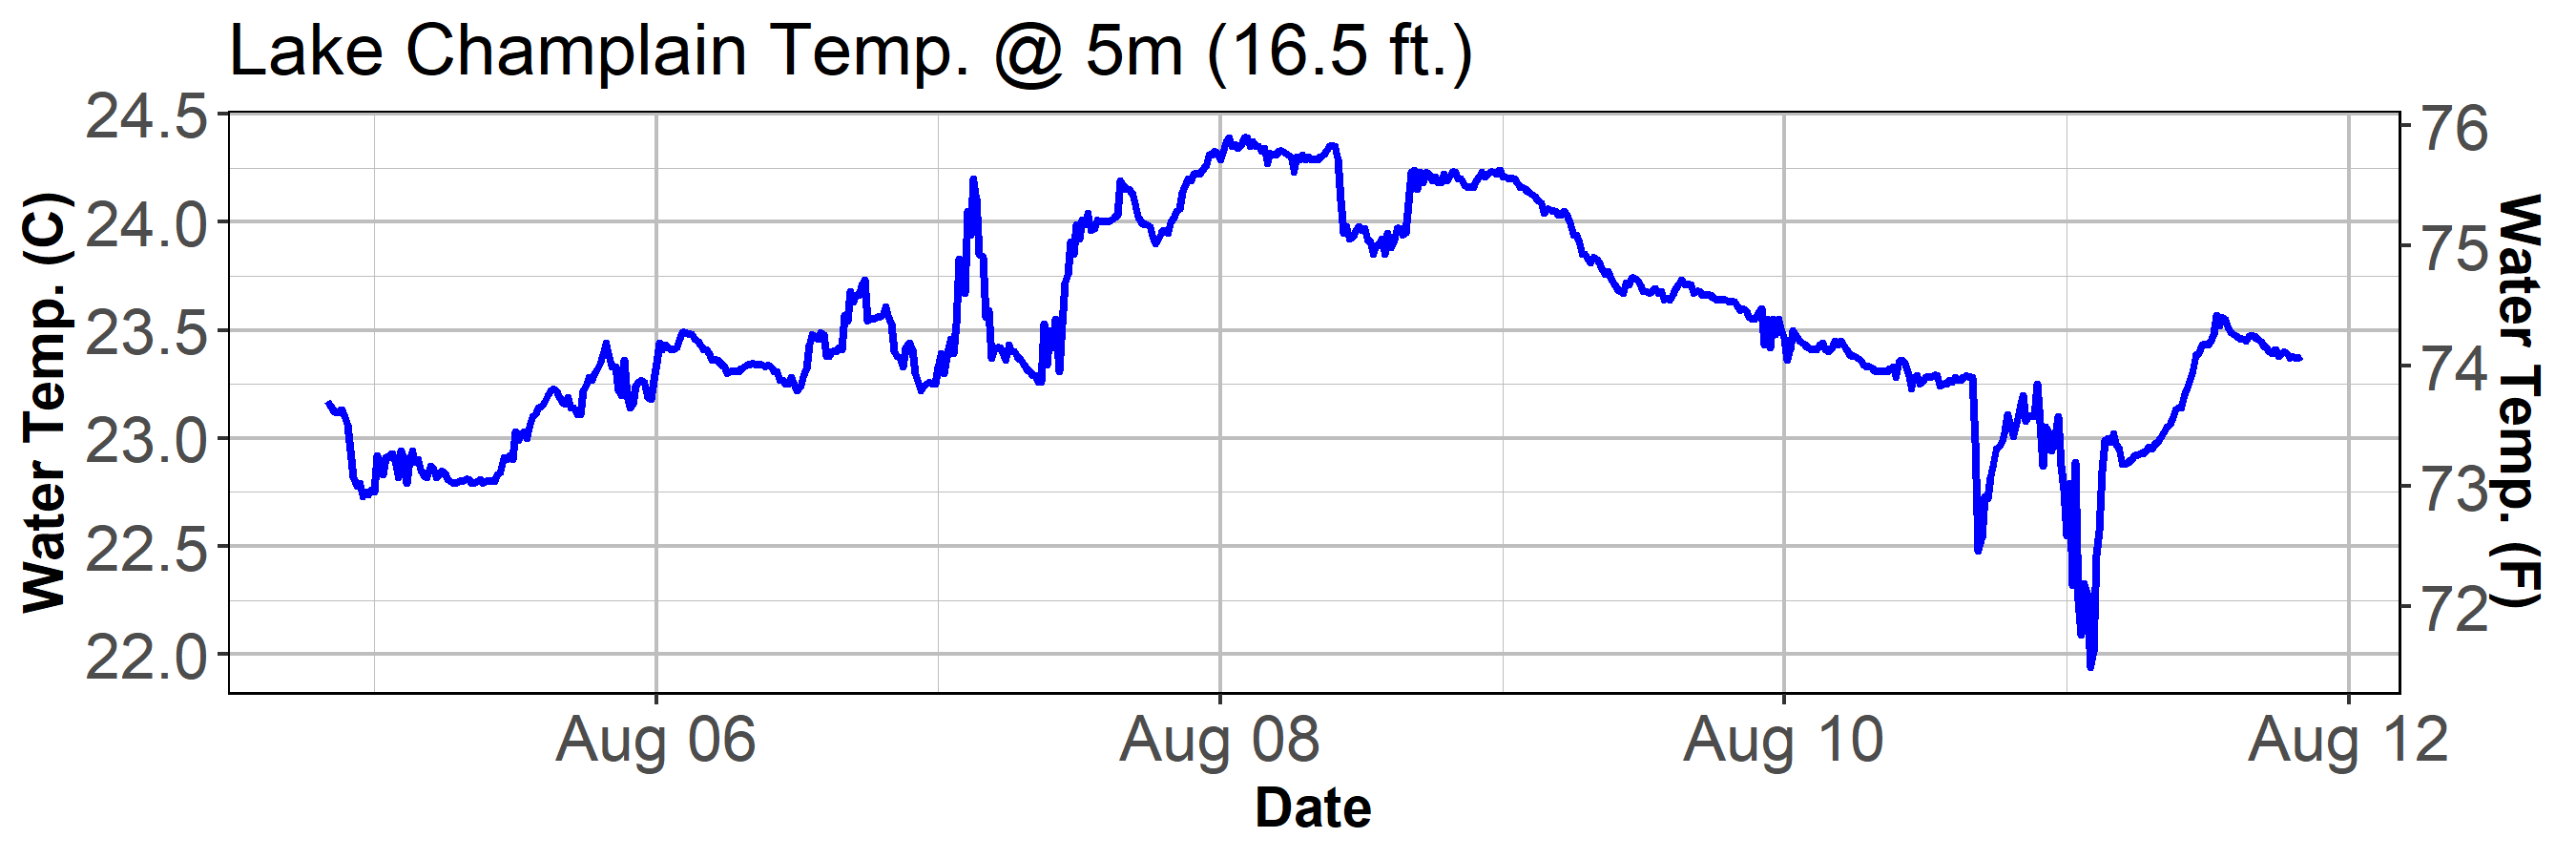 Lake Champlain Temp. @ 5m (16.5 ft.)
Water Temp. (C)
24.5
24.0
23.5
23.0
22.5
22.0
76
75
74
73
72
Water Temp. (F)
Aug 06 Aug 08 Aug 10 Aug 12
Date